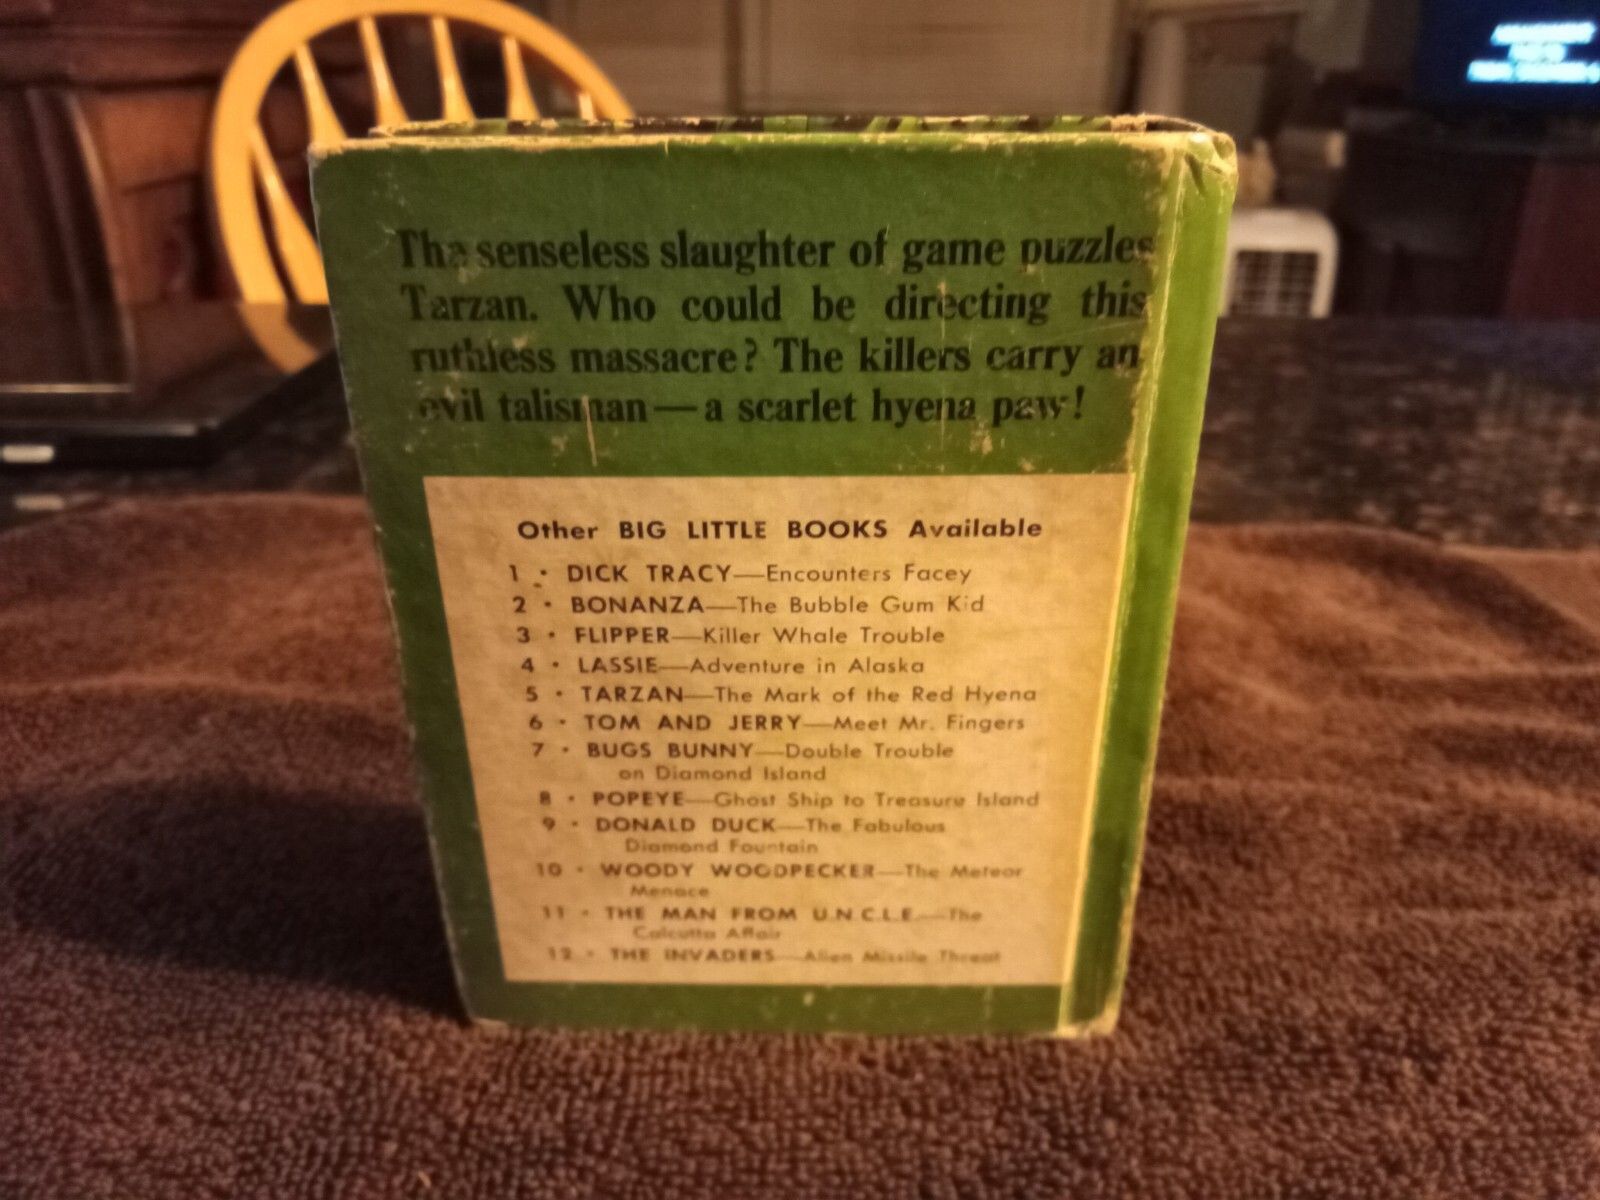 The senseless slaughter of game puzzles
Tarzan. Who could be directing this
ruthless massacre? The killers carry an
evil talisman — a scarlet hyena paw!
Other BIG LITTLE BOOKS Available
1 • DICK TRACY—Encounters Facey
2 • BONANZA—The Bubble Gum Kid
3 • FLIPPER—Killer Whale Trouble
4 • LASSIE—Adventure in Alaska
5 • TARZAN—The Mark of the Red Hyena
6 • TOM AND JERRY—Meet Mr. Fingers
7 • BUGS BUNNY—Double Trouble
on Diamond Island
8 • POPEYE—Ghost Ship to Treasure Island
9 • DONALD DUCK—The Fabulous
Diamond Fountain
10 • WOODY WOODPECKER—The Meteor
Menace
11 • THE MAN FROM U.N.C.L.E.—The
Calcutta Affair
12 • THE INVADERS—Alien Missile Threat